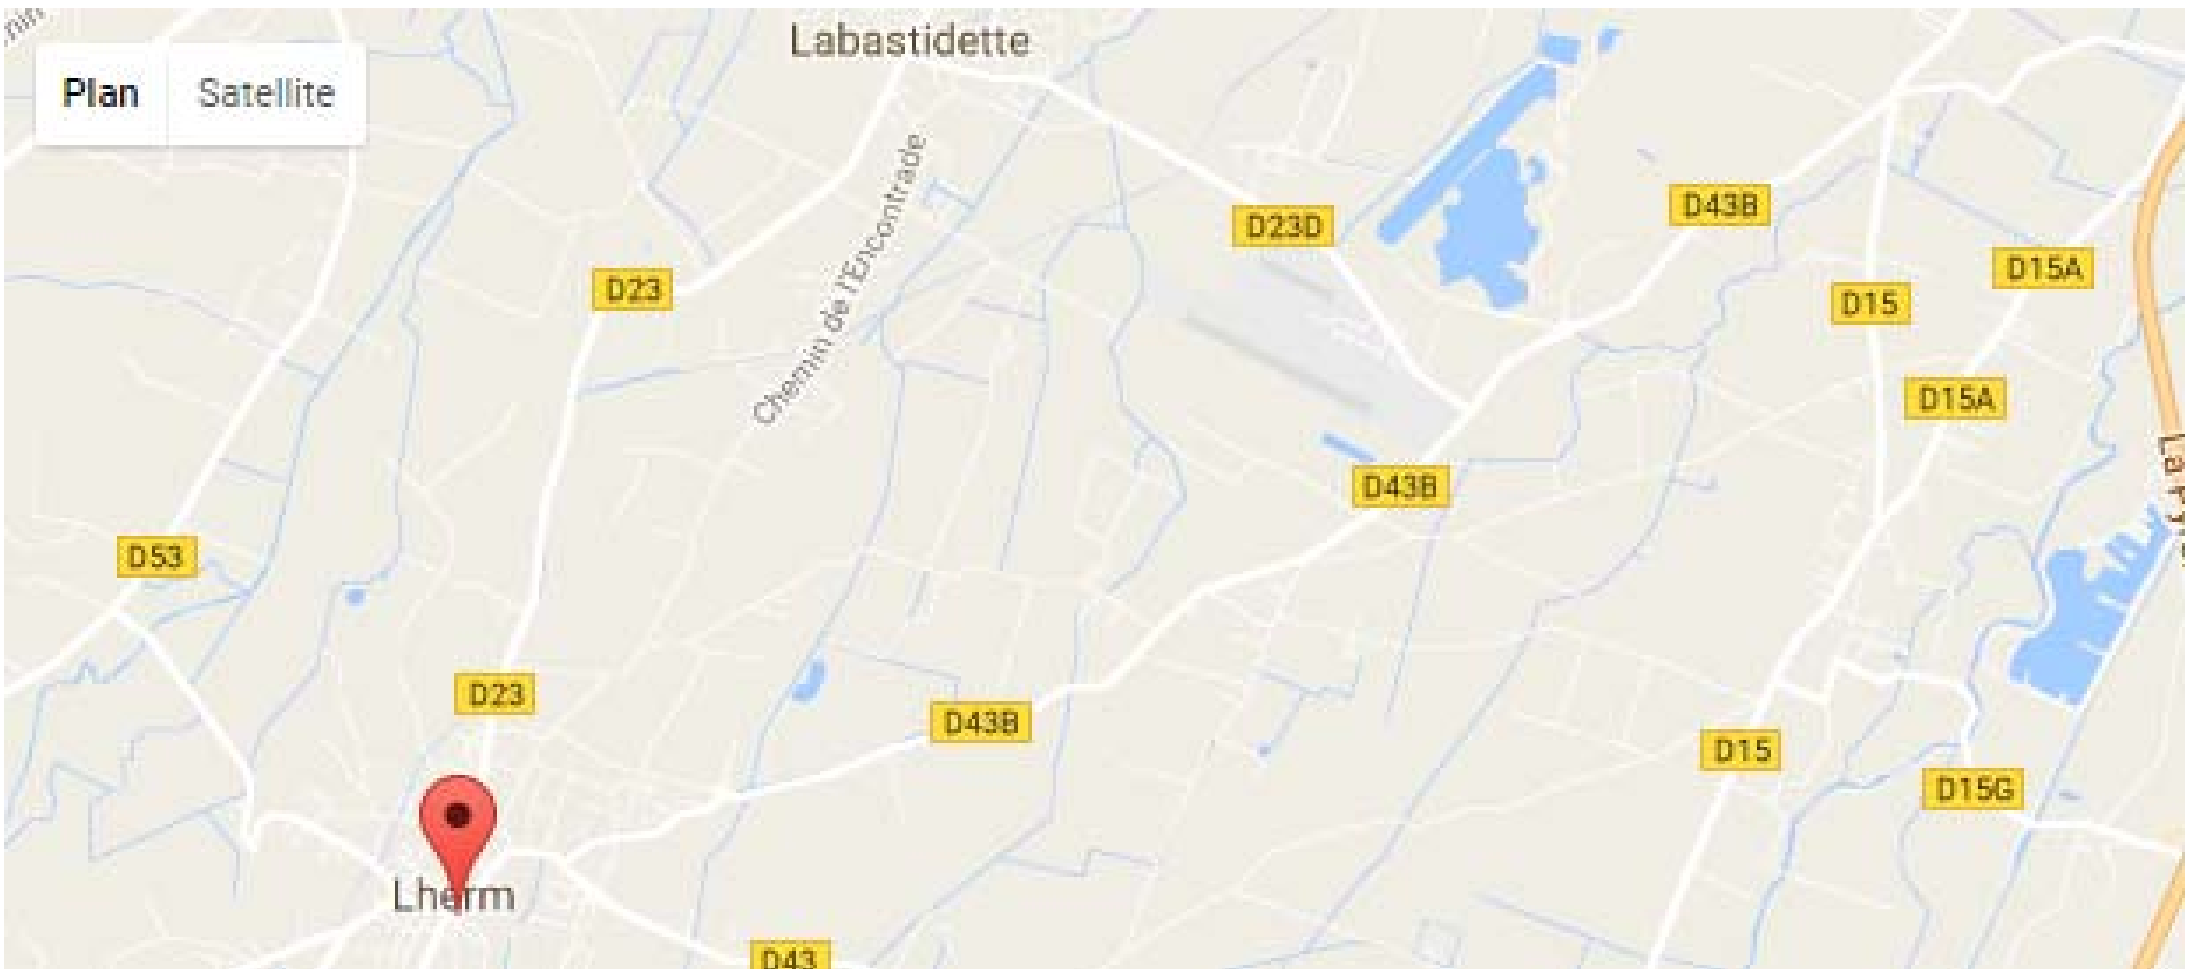 Labastidette
Plan
Satellite
Chemin de l'Encontrade
D23D
D43B
D15A
D23
D15
D15A
D43B
D53
D23
D43B
D15
D15G
Lherm
D43